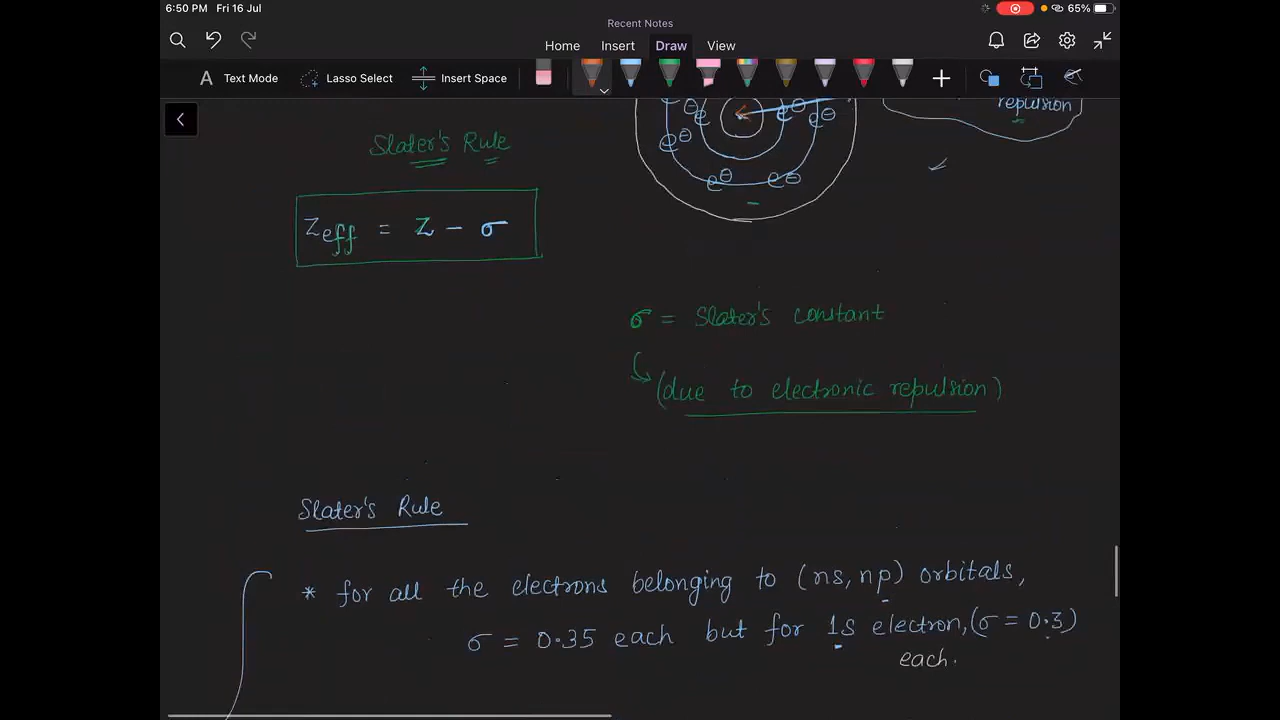 6:50 PM Fri 16 Jul
65%
Recent Notes
Home Insert Draw View
A Text Mode Lasso Select Insert Space
repulsion
e⊖ e e⊖ e⊖
e⊖
e⊖ e⊖
Slater's Rule
Zeff = Z − σ
σ = Slater's constant
(due to electronic repulsion)
Slater's Rule
* for all the electrons belonging to (ns, np) orbitals,
σ = 0.35 each but for 1s electron, (σ = 0.3)
each.